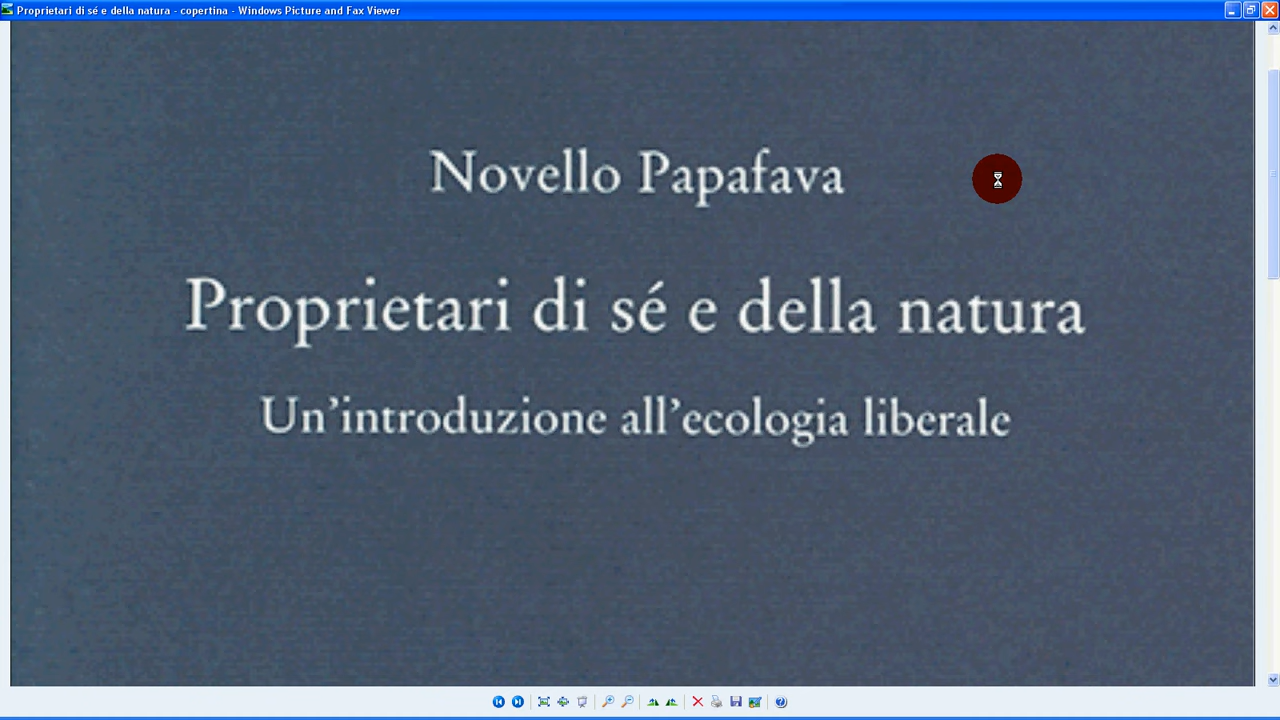 Proprietari di sé e della natura - copertina - Windows Picture and Fax Viewer
Novello Papafava
Proprietari di sé e della natura
Un’introduzione all’ecologia liberale